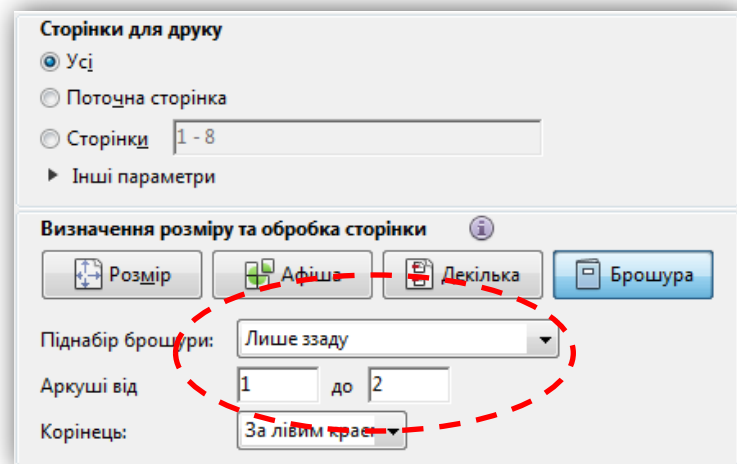 Сторінки для друку
Усі
Поточна сторінка
Сторінки 1 - 8
Інші параметри
Визначення розміру та обробка сторінки
Розмір Афіша Декілька Брошура
Піднабір брошури: Лише ззаду
Аркуші від 1 до 2
Корінець: За лівим краєм